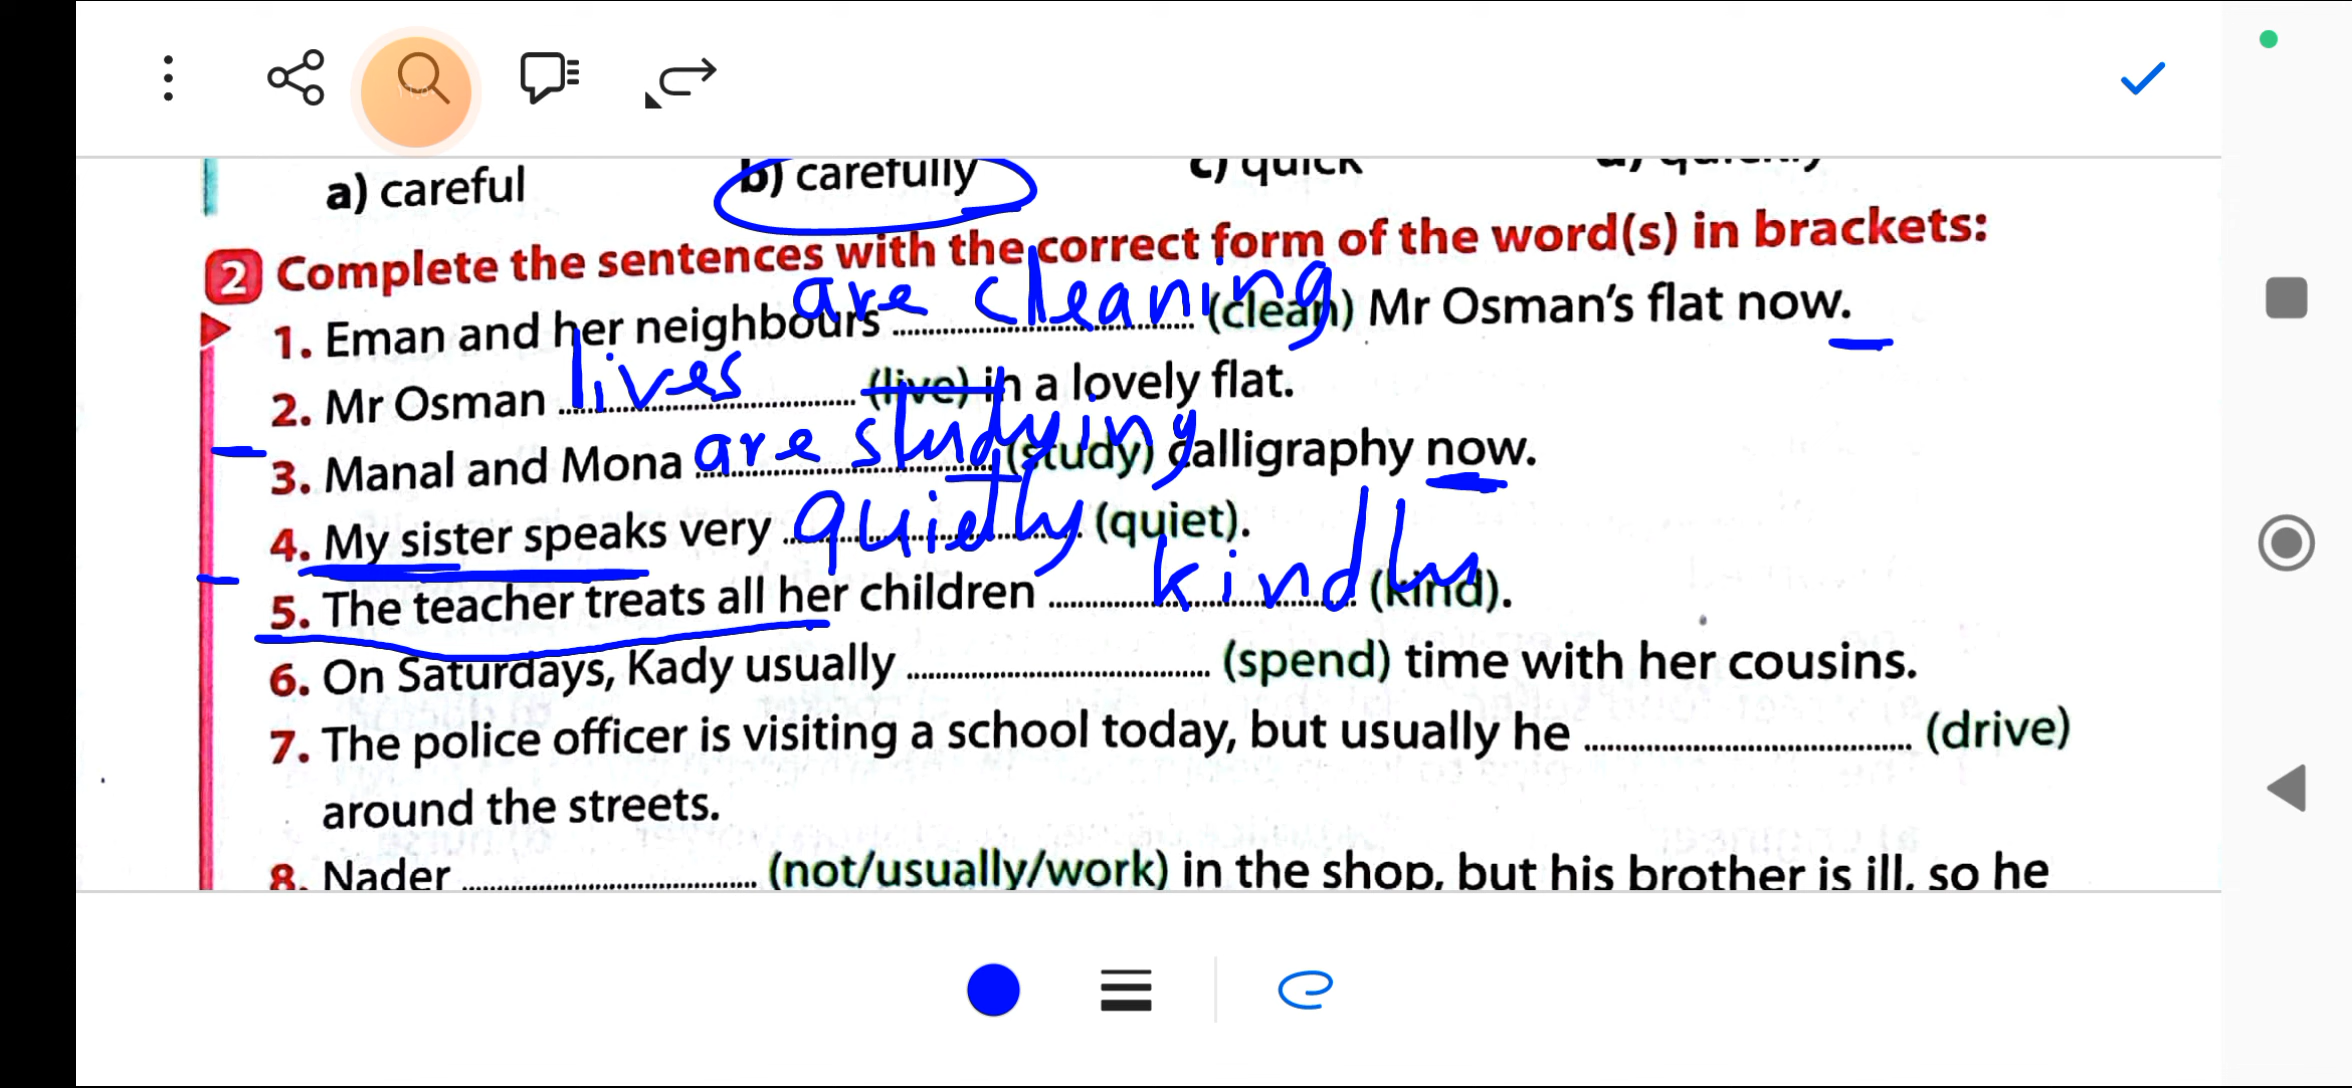 a) careful b) carefully c) quick d) quickly
2 Complete the sentences with the correct form of the word(s) in brackets:
1. Eman and her neighbours are cleaning (clean) Mr Osman's flat now.
2. Mr Osman lives (live) in a lovely flat.
3. Manal and Mona are studying (study) calligraphy now.
4. My sister speaks very quietly (quiet).
5. The teacher treats all her children kindly (kind).
6. On Saturdays, Kady usually (spend) time with her cousins.
7. The police officer is visiting a school today, but usually he (drive)
around the streets.
8. Nader (not/usually/work) in the shop, but his brother is ill, so he